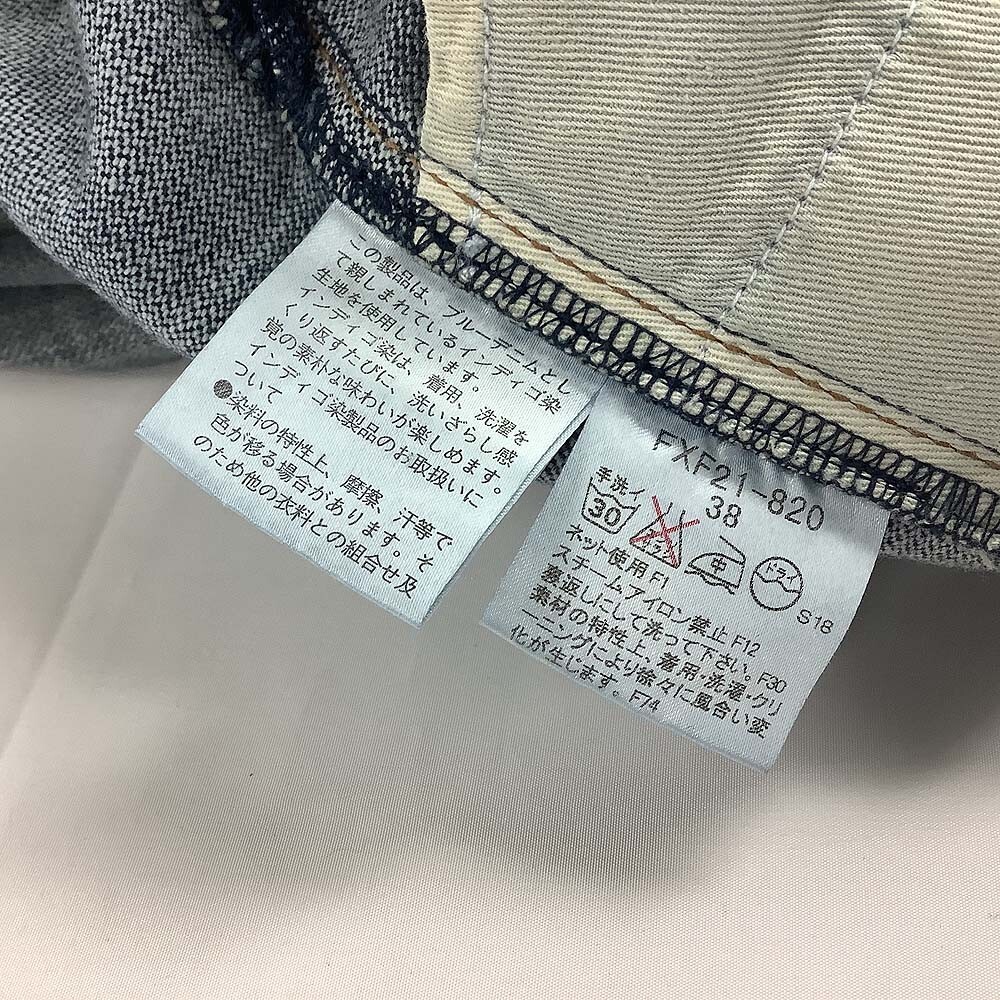 この製品は、ブルーデニムとし
て親しまれているインディゴ染
生地を使用しています。
インディゴ染は、着用、洗濯を
くり返すたびに、洗いざらし感
覚の素朴な味わいが楽しめます。
インディゴ染製品のお取扱いに
ついて
●染料の特性上、摩擦、汗等で
色が移る場合があります。そ
のため他の衣料との組合せ及
FXF21-820
38
手洗イ
30
エンソ
サラシ
中
ドライ
S18
ネット使用 F1
スチームアイロン禁止 F12
裏返しにして洗って下さい。F30
素材の特性上、着用・洗濯・クリ
ーニングにより徐々に風合い変
化が生じます。F74